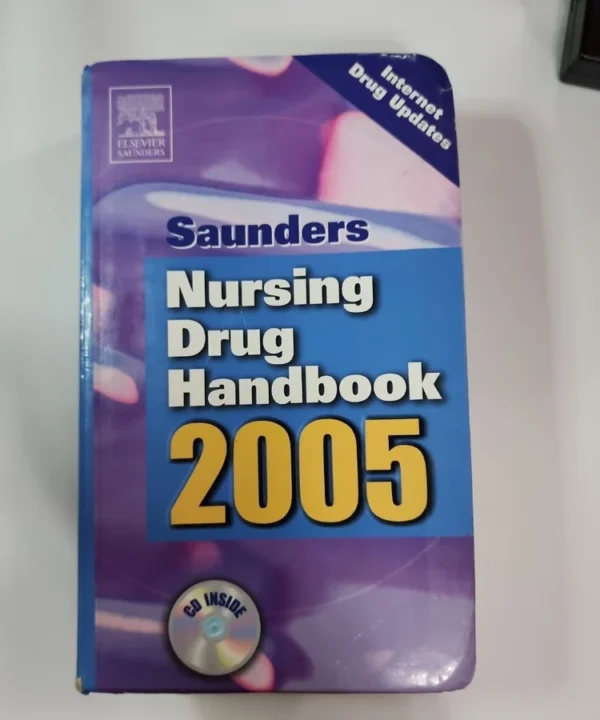 Internet
Drug Updates
ELSEVIER
SAUNDERS
Saunders
Nursing
Drug
Handbook
2005
CD INSIDE